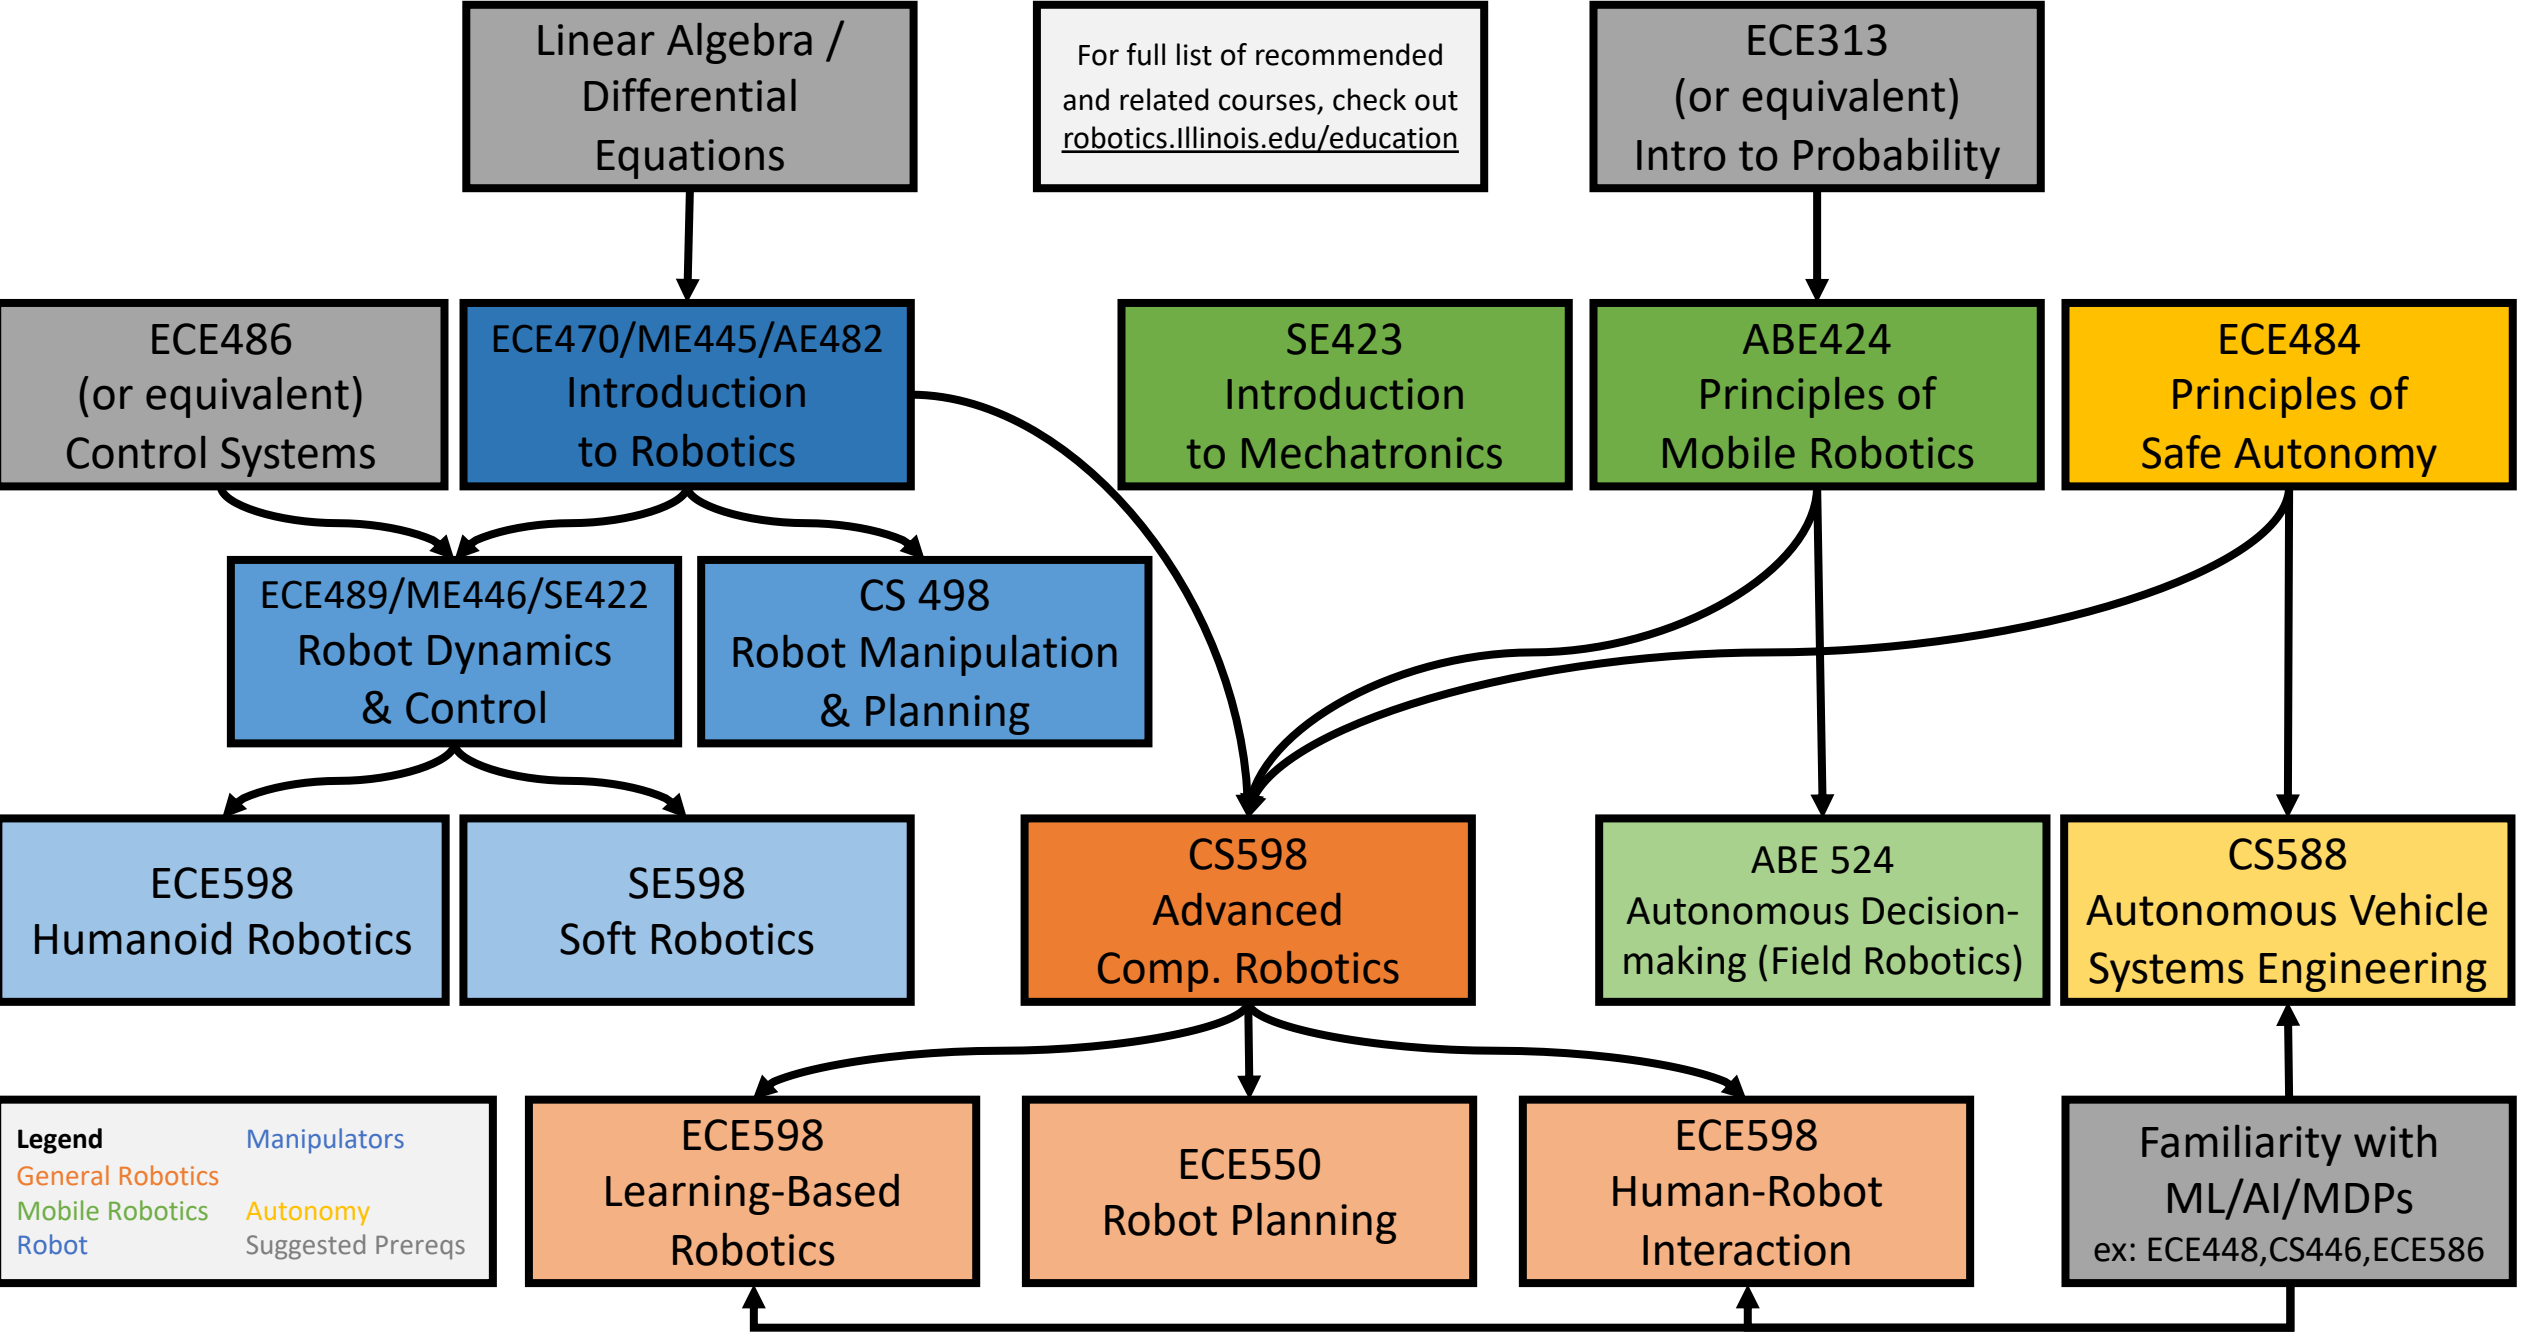 Linear Algebra /
Differential
Equations
For full list of recommended
and related courses, check out
robotics.Illinois.edu/education
ECE313
(or equivalent)
Intro to Probability
ECE486
(or equivalent)
Control Systems
ECE470/ME445/AE482
Introduction
to Robotics
SE423
Introduction
to Mechatronics
ABE424
Principles of
Mobile Robotics
ECE484
Principles of
Safe Autonomy
ECE489/ME446/SE422
Robot Dynamics
& Control
CS 498
Robot Manipulation
& Planning
ECE598
Humanoid Robotics
SE598
Soft Robotics
CS598
Advanced
Comp. Robotics
ABE 524
Autonomous Decision-
making (Field Robotics)
CS588
Autonomous Vehicle
Systems Engineering
Legend
General Robotics
Mobile Robotics
Robot
Manipulators
Autonomy
Suggested Prereqs
ECE598
Learning-Based
Robotics
ECE550
Robot Planning
ECE598
Human-Robot
Interaction
Familiarity with
ML/AI/MDPs
ex: ECE448,CS446,ECE586